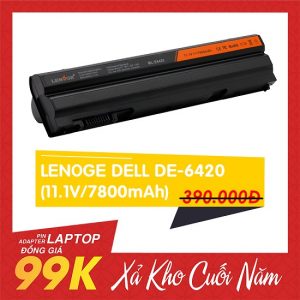 LENOGE
LENOGE DELL DE-6420
(11.1V/7800mAh) 390.000Đ
PIN
ADAPTER LAPTOP
ĐỒNG GIÁ
99K
Xả Kho Cuối Năm